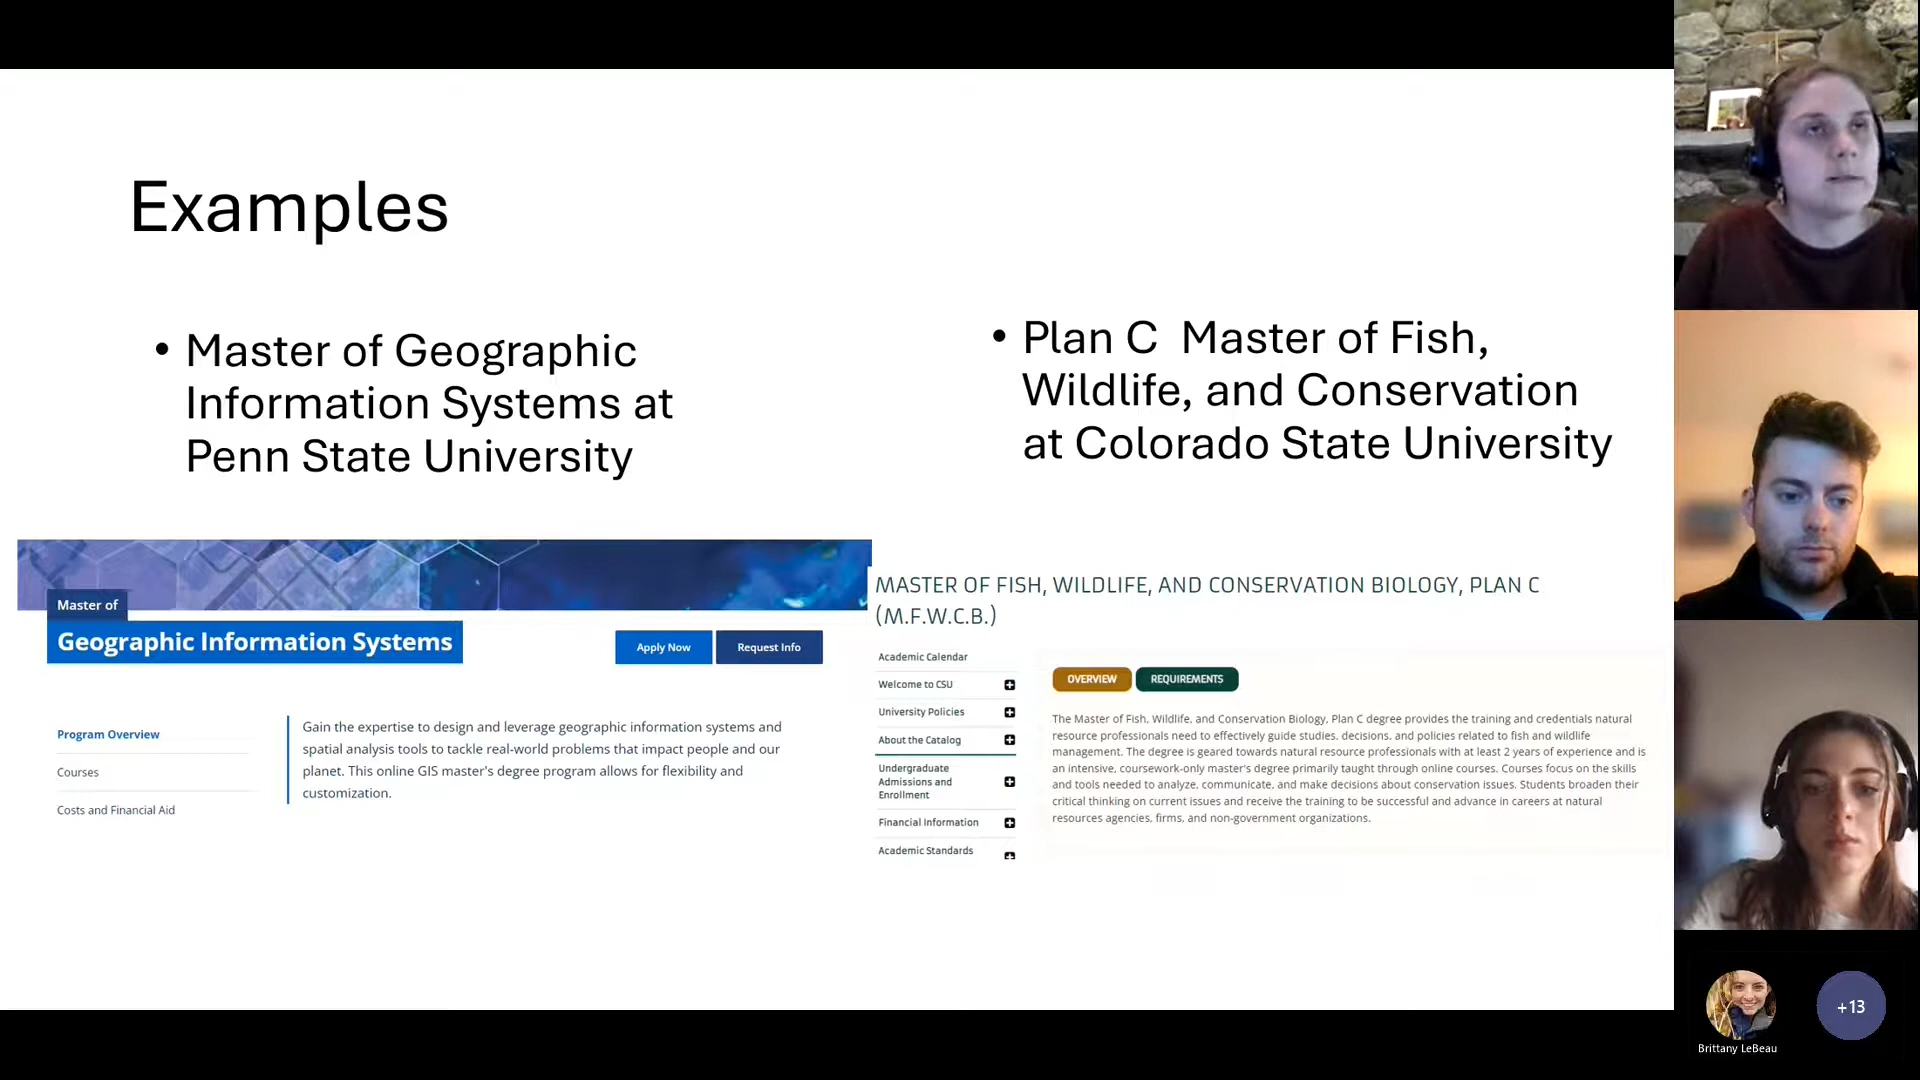 Examples
• Master of Geographic
Information Systems at
Penn State University
• Plan C  Master of Fish,
Wildlife, and Conservation
at Colorado State University
Master of
Geographic Information Systems
Apply Now
Request Info
Program Overview
Courses
Costs and Financial Aid
Gain the expertise to design and leverage geographic information systems and
spatial analysis tools to tackle real-world problems that impact people and our
planet. This online GIS master's degree program allows for flexibility and
customization.
MASTER OF FISH, WILDLIFE, AND CONSERVATION BIOLOGY, PLAN C
(M.F.W.C.B.)
Academic Calendar
Welcome to CSU
University Policies
About the Catalog
Undergraduate
Admissions and
Enrollment
Financial Information
Academic Standards
OVERVIEW
REQUIREMENTS
The Master of Fish, Wildlife, and Conservation Biology, Plan C degree provides the training and credentials natural
resource professionals need to effectively guide studies, decisions, and policies related to fish and wildlife
management. The degree is geared towards natural resource professionals with at least 2 years of experience and is
an intensive, coursework-only master's degree primarily taught through online courses. Courses focus on the skills
and tools needed to analyze, communicate, and make decisions about conservation issues. Students broaden their
critical thinking on current issues and receive the training to be successful and advance in careers at natural
resources agencies, firms, and non-government organizations.
+13
Brittany LeBeau